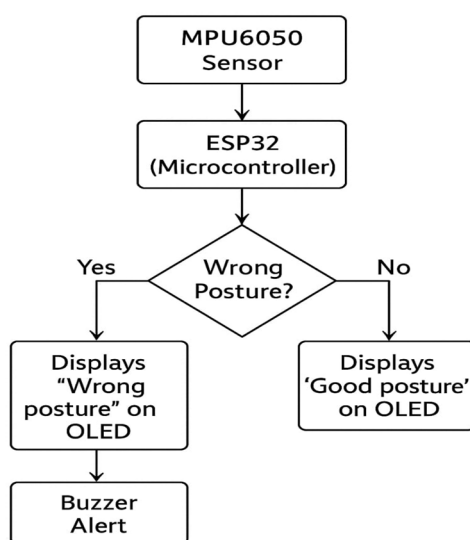 MPU6050
Sensor
ESP32
(Microcontroller)
Wrong
Posture?
Yes
No
Displays
“Wrong
posture” on
OLED
Displays
‘Good posture’
on OLED
Buzzer
Alert